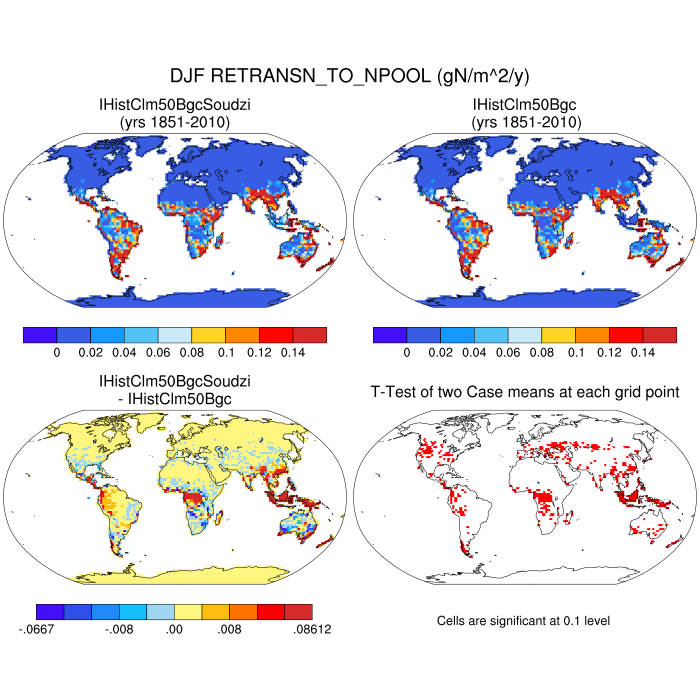 DJF RETRANSN_TO_NPOOL (gN/m^2/y)
IHistClm50BgcSoudzi
(yrs 1851-2010)
IHistClm50Bgc
(yrs 1851-2010)
0 0.02 0.04 0.06 0.08 0.1 0.12 0.14
0 0.02 0.04 0.06 0.08 0.1 0.12 0.14
IHistClm50BgcSoudzi
- IHistClm50Bgc
T-Test of two Case means at each grid point
-.0667 -.008 .00 .008 .08612
Cells are significant at 0.1 level